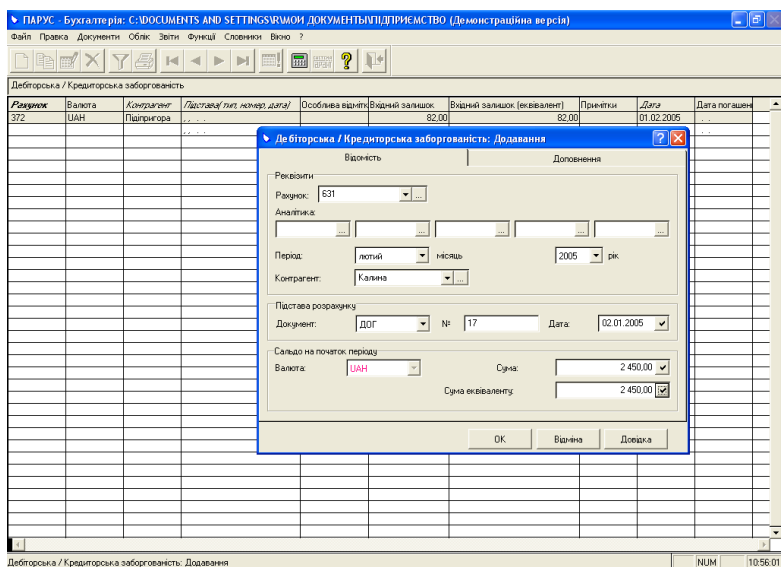 ПАРУС - Бухгалтерія: C:\DOCUMENTS AND SETTINGS\R\МОИ ДОКУМЕНТЫ\ПІДПРИЄМСТВО (Демонстраційна версія)
Файл Правка Документи Облік Звіти Функції Словники Вікно ?
Дебіторська / Кредиторська заборгованість
Рахунок Валюта Контрагент Підстава( тип, номер, дата) Особлива відмітк Вхідний залишок Вхідний залишок (еквівалент) Примітки Дата Дата погашен
372 UAH Підіпригора , , . . 82,00 82,00 01.02.2005 . .
, , . . . .
Дебіторська / Кредиторська заборгованість: Додавання
Відомість Доповнення
Реквізити
Рахунок: 631 ...
Аналітика:
... ... ... ... ...
Період: лютий місяць 2005 рік
Контрагент: Калина ...
Підстава розрахунку
Документ: ДОГ № 17 Дата: 02.01.2005
Сальдо на початок періоду
Валюта: UAH Сума: 2 450,00
Сума еквіваленту: 2 450,00
OK Відміна Довідка
Дебіторська / Кредиторська заборгованість: Додавання NUM 10:56:01